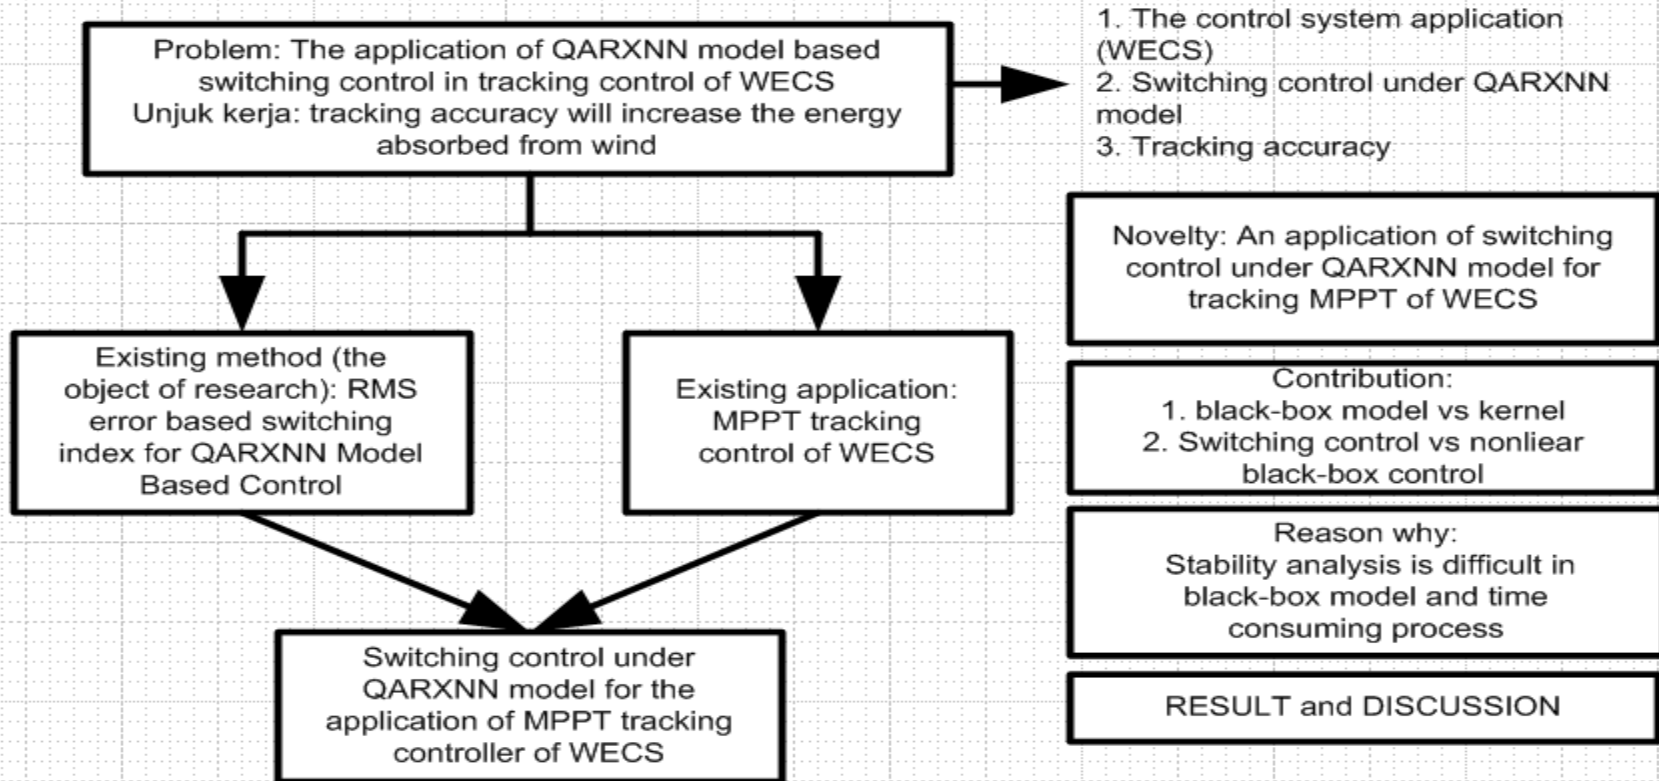 Problem: The application of QARXNN model based
switching control in tracking control of WECS
Unjuk kerja: tracking accuracy will increase the energy
absorbed from wind
1. The control system application
(WECS)
2. Switching control under QARXNN
model
3. Tracking accuracy
Existing method (the
object of research): RMS
error based switching
index for QARXNN Model
Based Control
Existing application:
MPPT tracking
control of WECS
Switching control under
QARXNN model for the
application of MPPT tracking
controller of WECS
Novelty: An application of switching
control under QARXNN model for
tracking MPPT of WECS
Contribution:
1. black-box model vs kernel
2. Switching control vs nonliear
black-box control
Reason why:
Stability analysis is difficult in
black-box model and time
consuming process
RESULT and DISCUSSION